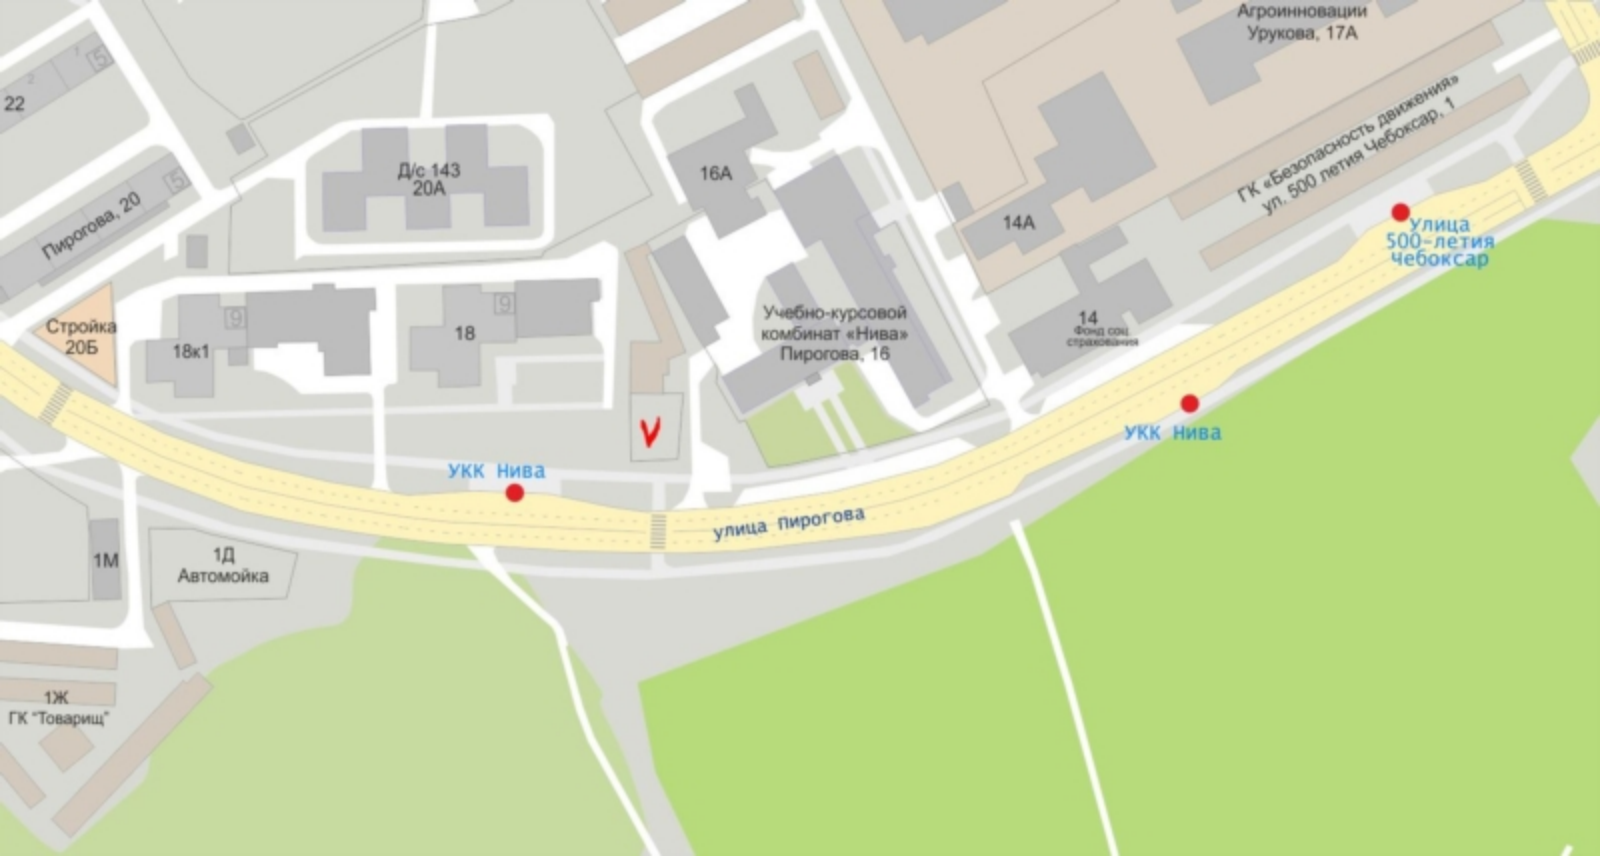 Агроинновации
Урукова, 17А
22
2
1
5
ГК «Безопасность движения»
ул. 500 летия Чебоксар, 1
Д/с 143
20А
16А
Пирогова, 20
5
14А
Улица
500-летия
Чебоксар
Стройка
20Б
9
18к1
9
18
Учебно-курсовой
комбинат «Нива»
Пирогова, 16
14
Фонд соц
страхования
УКК Нива
УКК Нива
улица Пирогова
1М
1Д
Автомойка
1Ж
ГК "Товарищ"